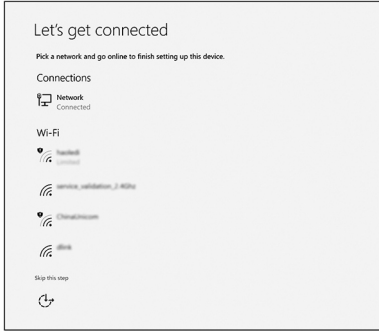 Let's get connected
Pick a network and go online to finish setting up this device.
Connections
Network
Connected
Wi-Fi
Limited
service_validation_2.4Ghz
ChinaUnicom
dlink
Skip this step